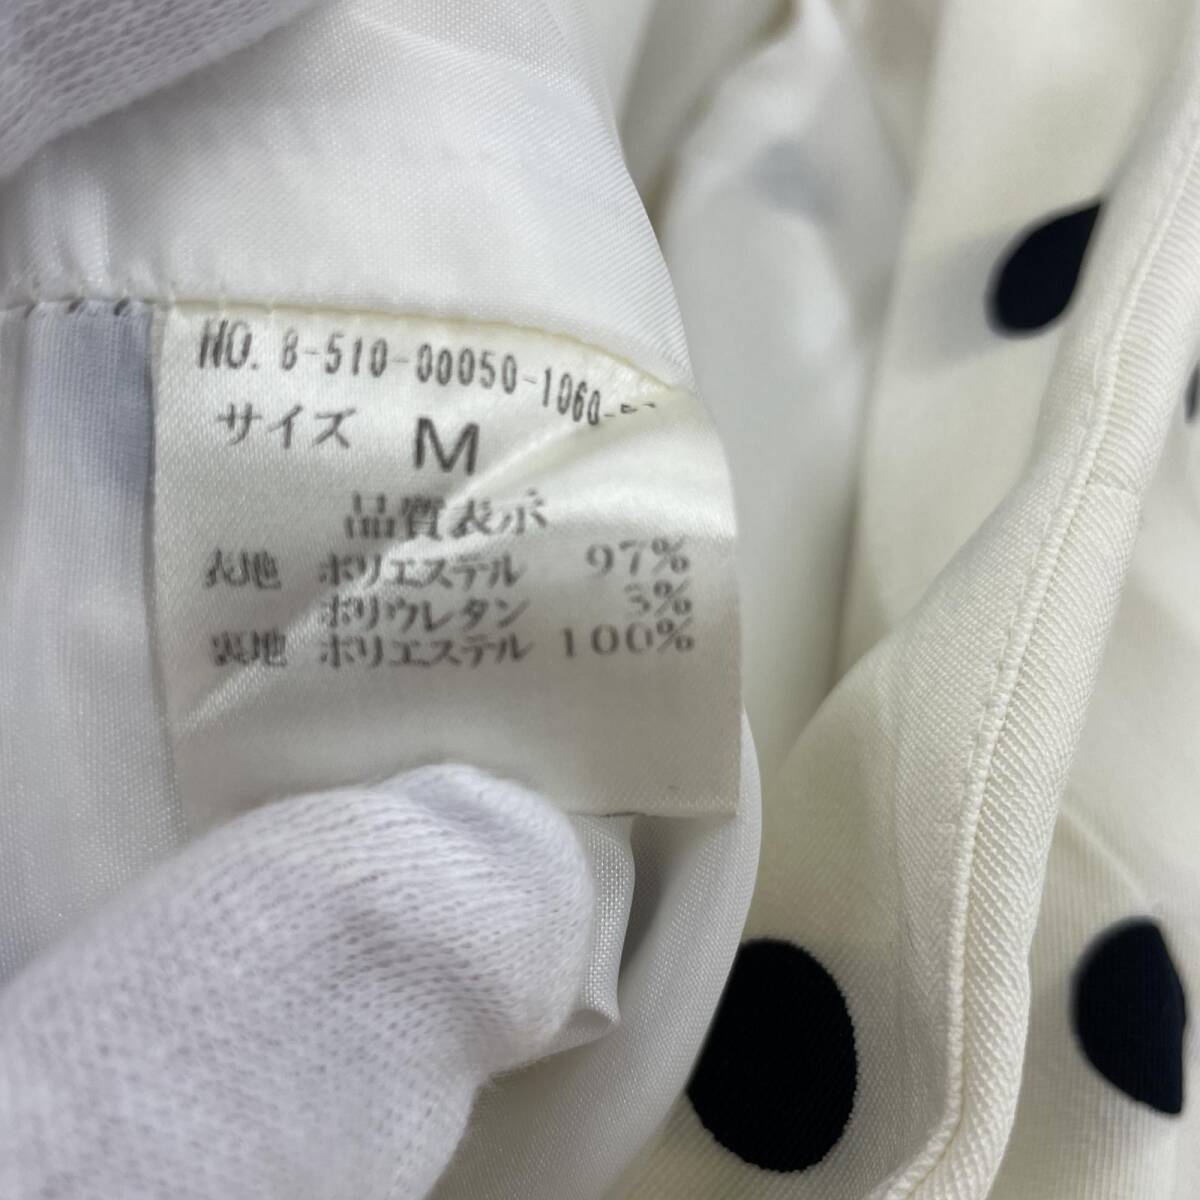 NO. 8-510-00050-1060-
サイズ M
品質表示
表地 ポリエステル 97%
ポリウレタン 3%
裏地 ポリエステル 100%